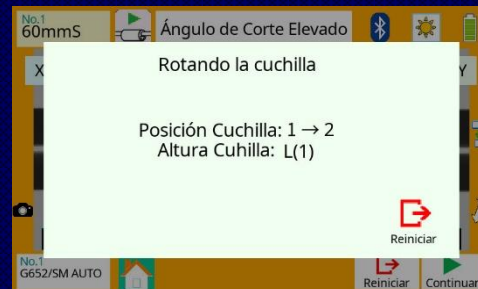 No.1
60mmS
Ángulo de Corte Elevado
X
Y
Rotando la cuchilla
Posición Cuchilla: 1 → 2
Altura Cuhilla: L(1)
Reiniciar
No.1
G652/SM AUTO
Reiniciar
Continuar